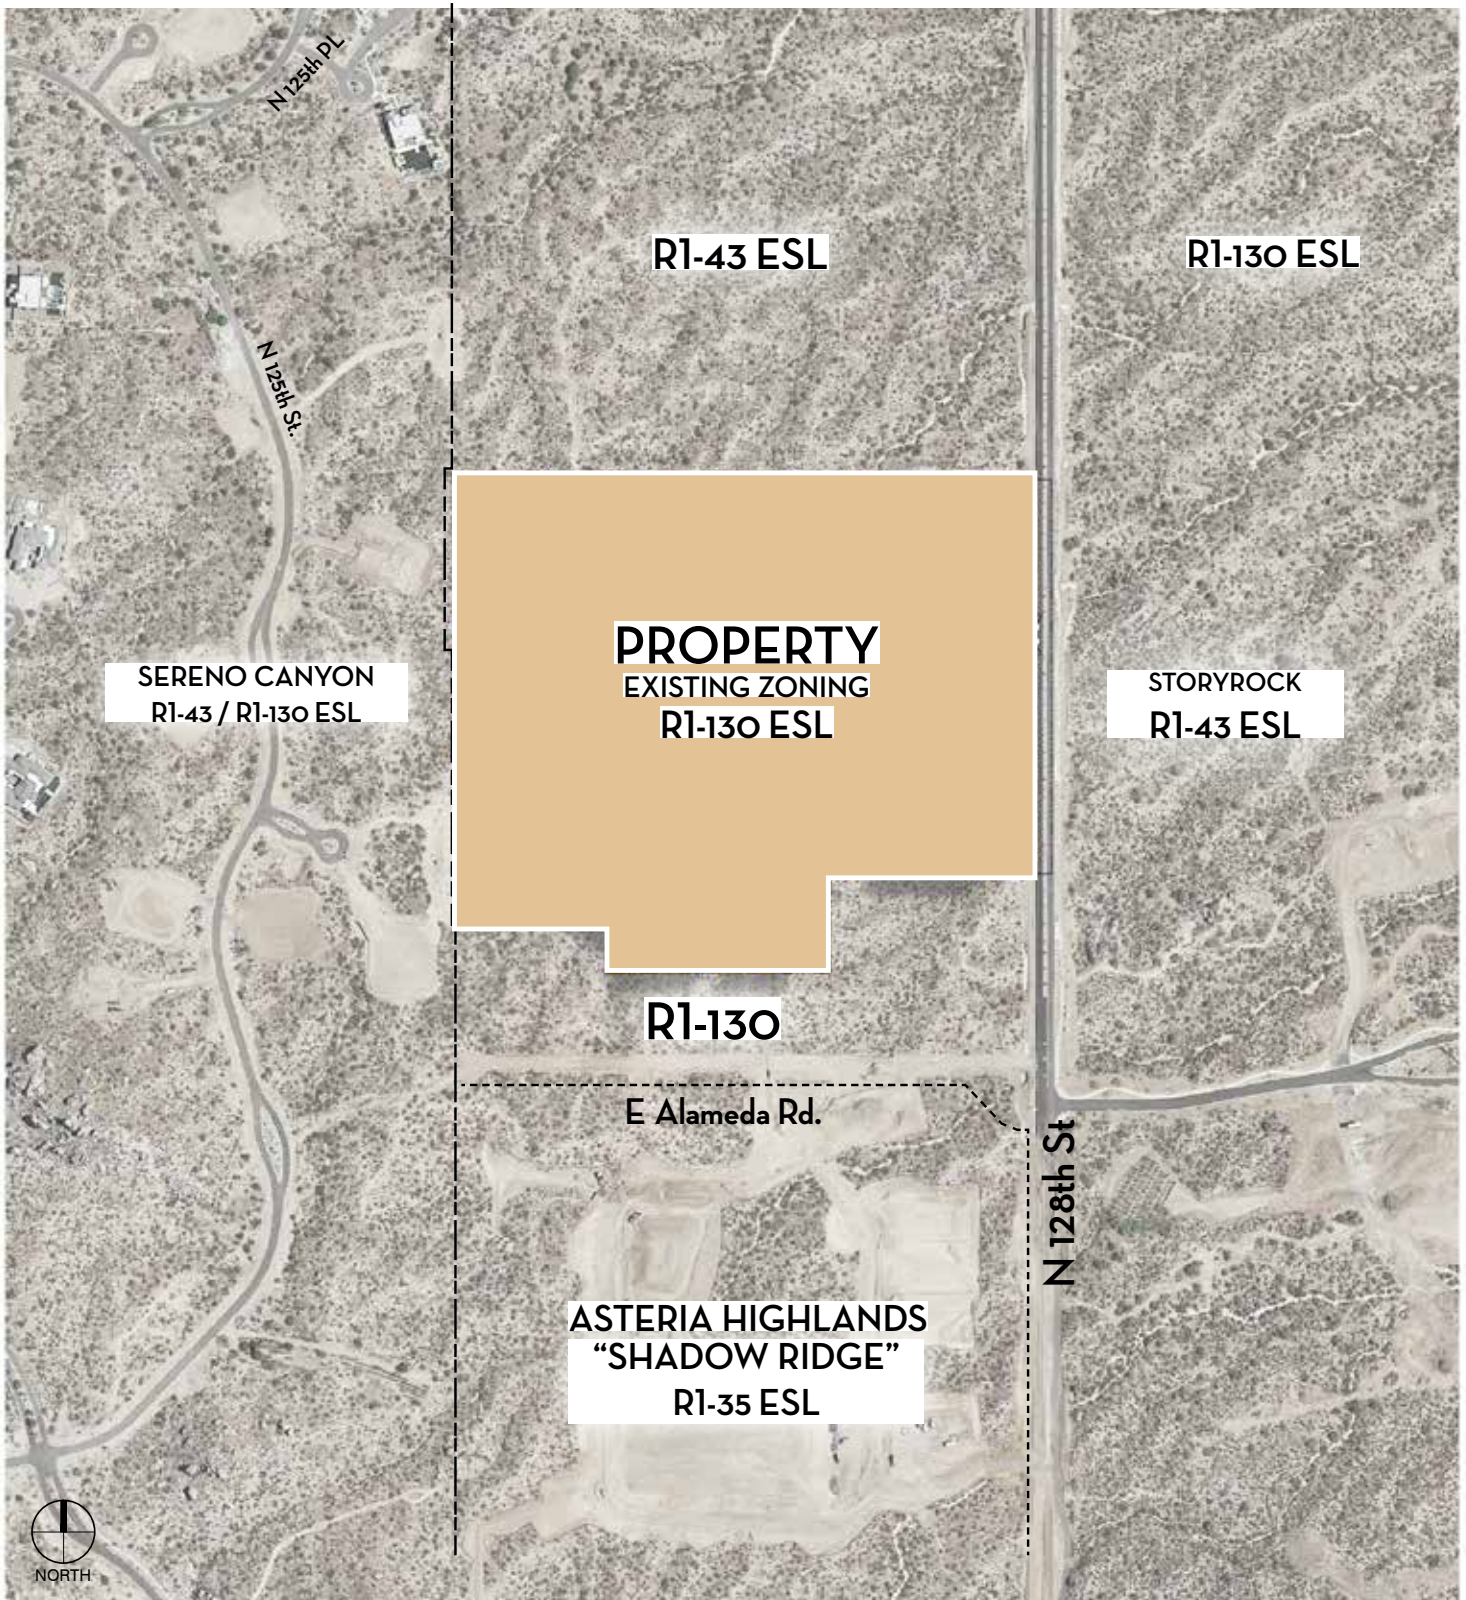 N 125th PL
R1-43 ESL
R1-130 ESL
N 125th St.
PROPERTY
EXISTING ZONING
R1-130 ESL
SERENO CANYON
R1-43 / R1-130 ESL
STORYROCK
R1-43 ESL
R1-130
E Alameda Rd.
N 128th St
ASTERIA HIGHLANDS
“SHADOW RIDGE”
R1-35 ESL
NORTH